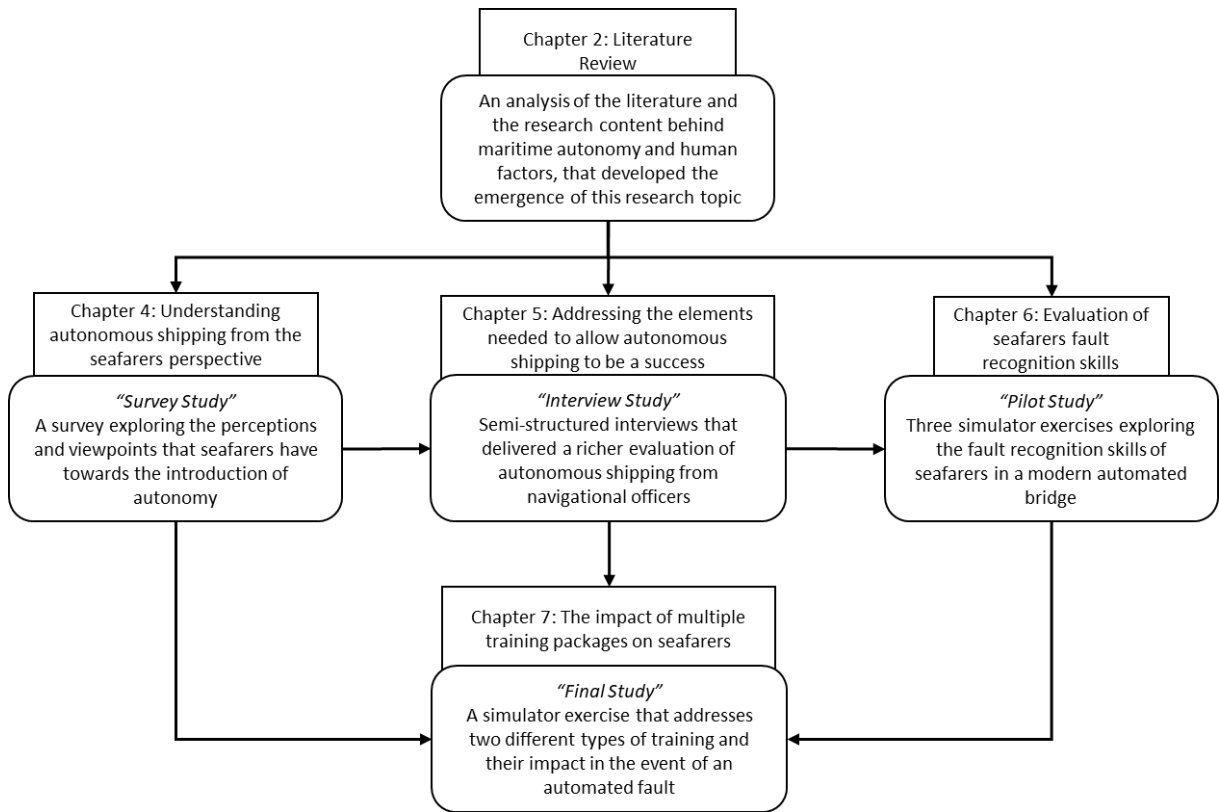 Chapter 2: Literature
Review
An analysis of the literature and
the research content behind
maritime autonomy and human
factors, that developed the
emergence of this research topic
Chapter 4: Understanding
autonomous shipping from the
seafarers perspective
"Survey Study"
A survey exploring the perceptions
and viewpoints that seafarers have
towards the introduction of
autonomy
Chapter 5: Addressing the elements
needed to allow autonomous
shipping to be a success
"Interview Study"
Semi-structured interviews that
delivered a richer evaluation of
autonomous shipping from
navigational officers
Chapter 6: Evaluation of
seafarers fault
recognition skills
"Pilot Study"
Three simulator exercises exploring
the fault recognition skills of
seafarers in a modern automated
bridge
Chapter 7: The impact of multiple
training packages on seafarers
"Final Study"
A simulator exercise that addresses
two different types of training and
their impact in the event of an
automated fault